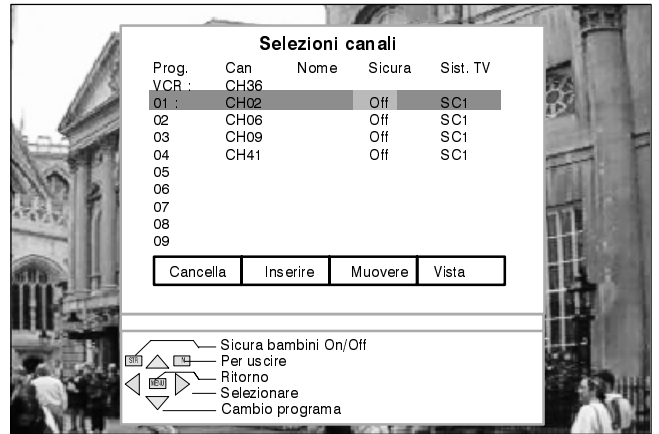 Selezioni canali
Prog. Can Nome Sicura Sist. TV
VCR : CH36
01 : CH02 Off SC1
02 CH06 Off SC1
03 CH09 Off SC1
04 CH41 Off SC1
05
06
07
08
09
Cancella Inserire Muovere Vista
Sicura bambini On/Off
STR N Per uscire
Ritorno
MENU Selezionare
Cambio programa